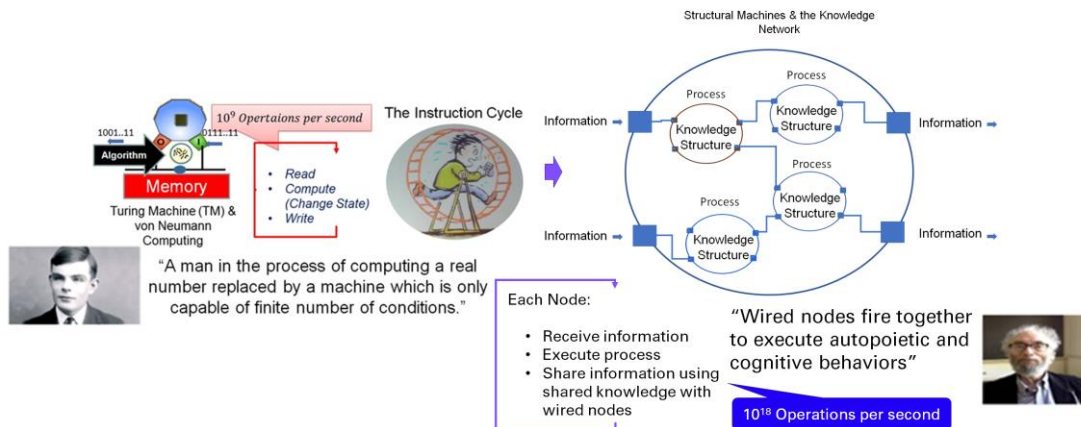 Structural Machines & the Knowledge
Network
10⁹ Opertaions per second
1001..11
0111..11
O
I
Algorithm
Memory
Turing Machine (TM) &
von Neumann
Computing
• Read
• Compute
(Change State)
• Write
The Instruction Cycle
"A man in the process of computing a real
number replaced by a machine which is only
capable of finite number of conditions."
Information
Information
Process
Knowledge
Structure
Process
Knowledge
Structure
Process
Knowledge
Structure
Process
Knowledge
Structure
Information
Information
Each Node:
• Receive information
• Execute process
• Share information using
shared knowledge with
wired nodes
"Wired nodes fire together
to execute autopoietic and
cognitive behaviors"
10¹⁸ Operations per second